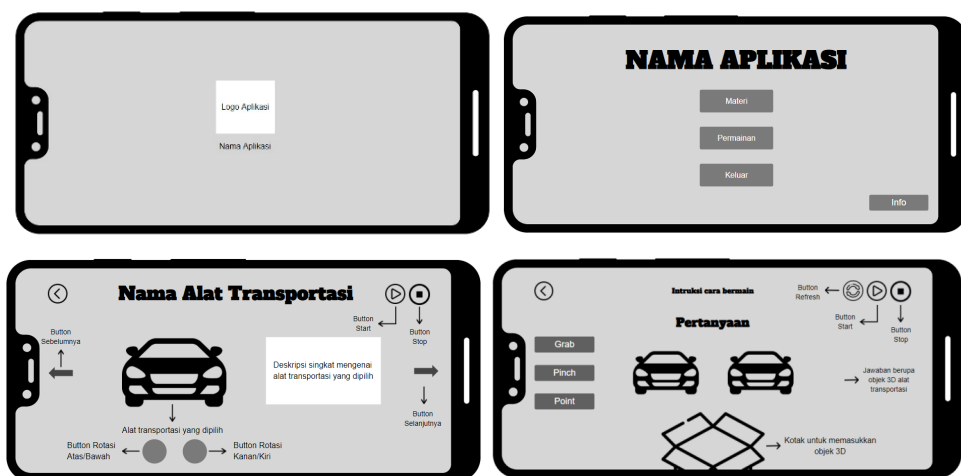 Logo Aplikasi
Nama Aplikasi
NAMA APLIKASI
Materi
Permainan
Keluar
Info
Nama Alat Transportasi
Button
Start
Button
Stop
Button
Sebelumnya
Deskripsi singkat mengenai
alat transportasi yang dipilih
Button
Selanjutnya
Alat transportasi yang dipilih
Button Rotasi
Atas/Bawah
Button Rotasi
Kanan/Kiri
Intruksi cara bermain
Button
Refresh
Button
Start
Button
Stop
Pertanyaan
Grab
Pinch
Point
Jawaban berupa
objek 3D alat
transportasi
Kotak untuk memasukkan
objek 3D